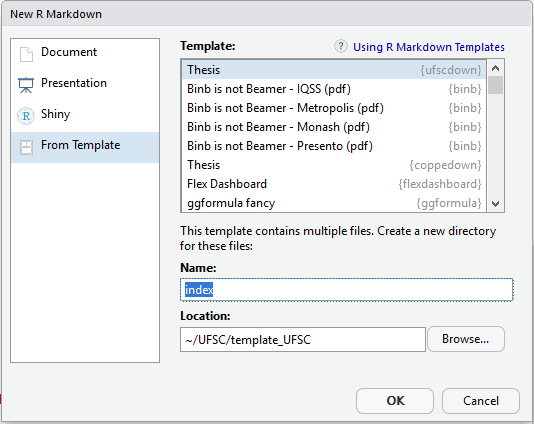 New R Markdown
Document
Presentation
Shiny
From Template
Template:
? Using R Markdown Templates
Thesis {ufscdown}
Binb is not Beamer - IQSS (pdf) {binb}
Binb is not Beamer - Metropolis (pdf) {binb}
Binb is not Beamer - Monash (pdf) {binb}
Binb is not Beamer - Presento (pdf) {binb}
Thesis {coppedown}
Flex Dashboard {flexdashboard}
ggformula fancy {ggformula}
This template contains multiple files. Create a new directory
for these files:
Name:
index
Location:
~/UFSC/template_UFSC
Browse...
OK
Cancel